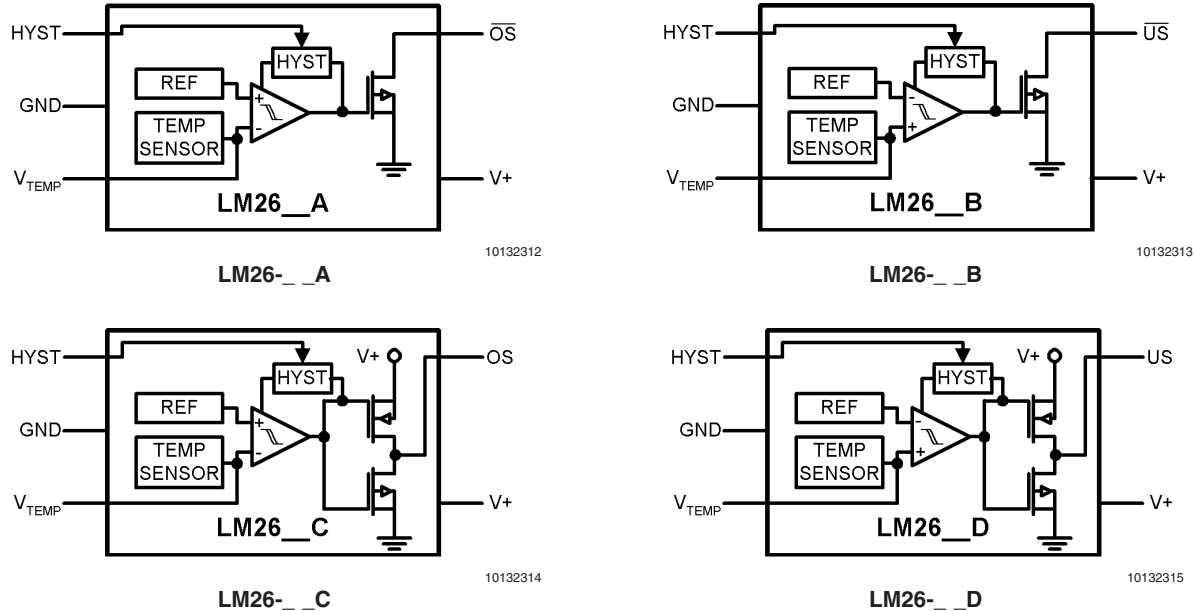 HYST
OS
HYST
REF
GND
+
-
TEMP
SENSOR
VTEMP
V+
LM26__A
10132312
LM26-_ _A
HYST
US
HYST
REF
GND
-
+
TEMP
SENSOR
VTEMP
V+
LM26__B
10132313
LM26-_ _B
HYST
V+
OS
HYST
REF
GND
+
-
TEMP
SENSOR
VTEMP
V+
LM26__C
10132314
LM26-_ _C
HYST
V+
US
HYST
REF
GND
-
+
TEMP
SENSOR
VTEMP
V+
LM26__D
10132315
LM26-_ _D